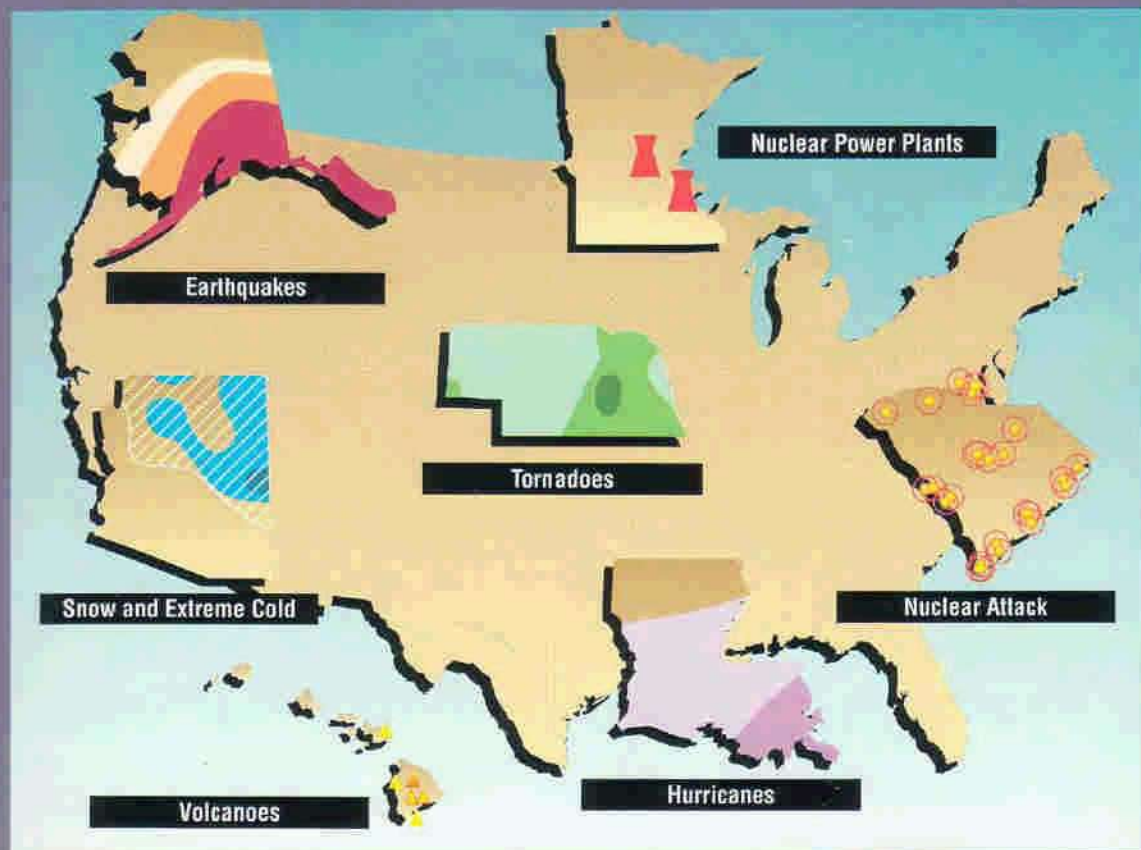 Nuclear Power Plants
Earthquakes
Tornadoes
Snow and Extreme Cold
Nuclear Attack
Volcanoes
Hurricanes